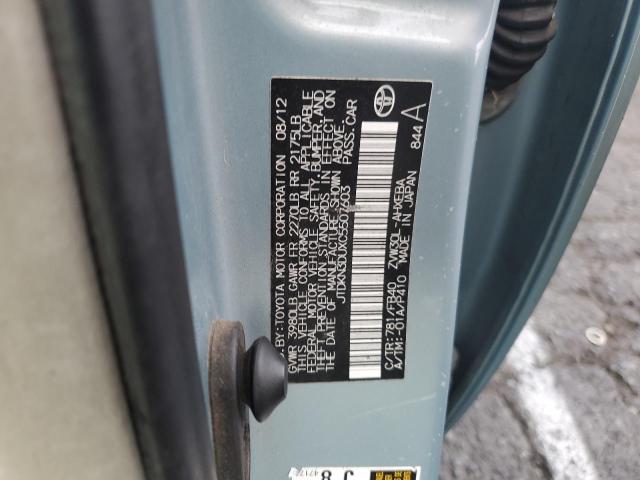 .BY:TOYOTA MOTOR CORPORATION 08/12
GVWR 3980LB GAWR FR 2270LB RR 2175LB
THIS VEHICLE CONFORMS TO ALL APPLICABLE
FEDERAL MOTOR VEHICLE SAFETY, BUMPER, AND
THEFT PREVENTION STANDARDS IN EFFECT ON
THE DATE OF MANUFACTURE SHOWN ABOVE.
JTDKN3DUXC5507603 PASS.CAR
C/TR:781/FB40 ZVW30L-AHXEBA
A/TM:-01A/P410 MADE IN JAPAN
844 A
J 8